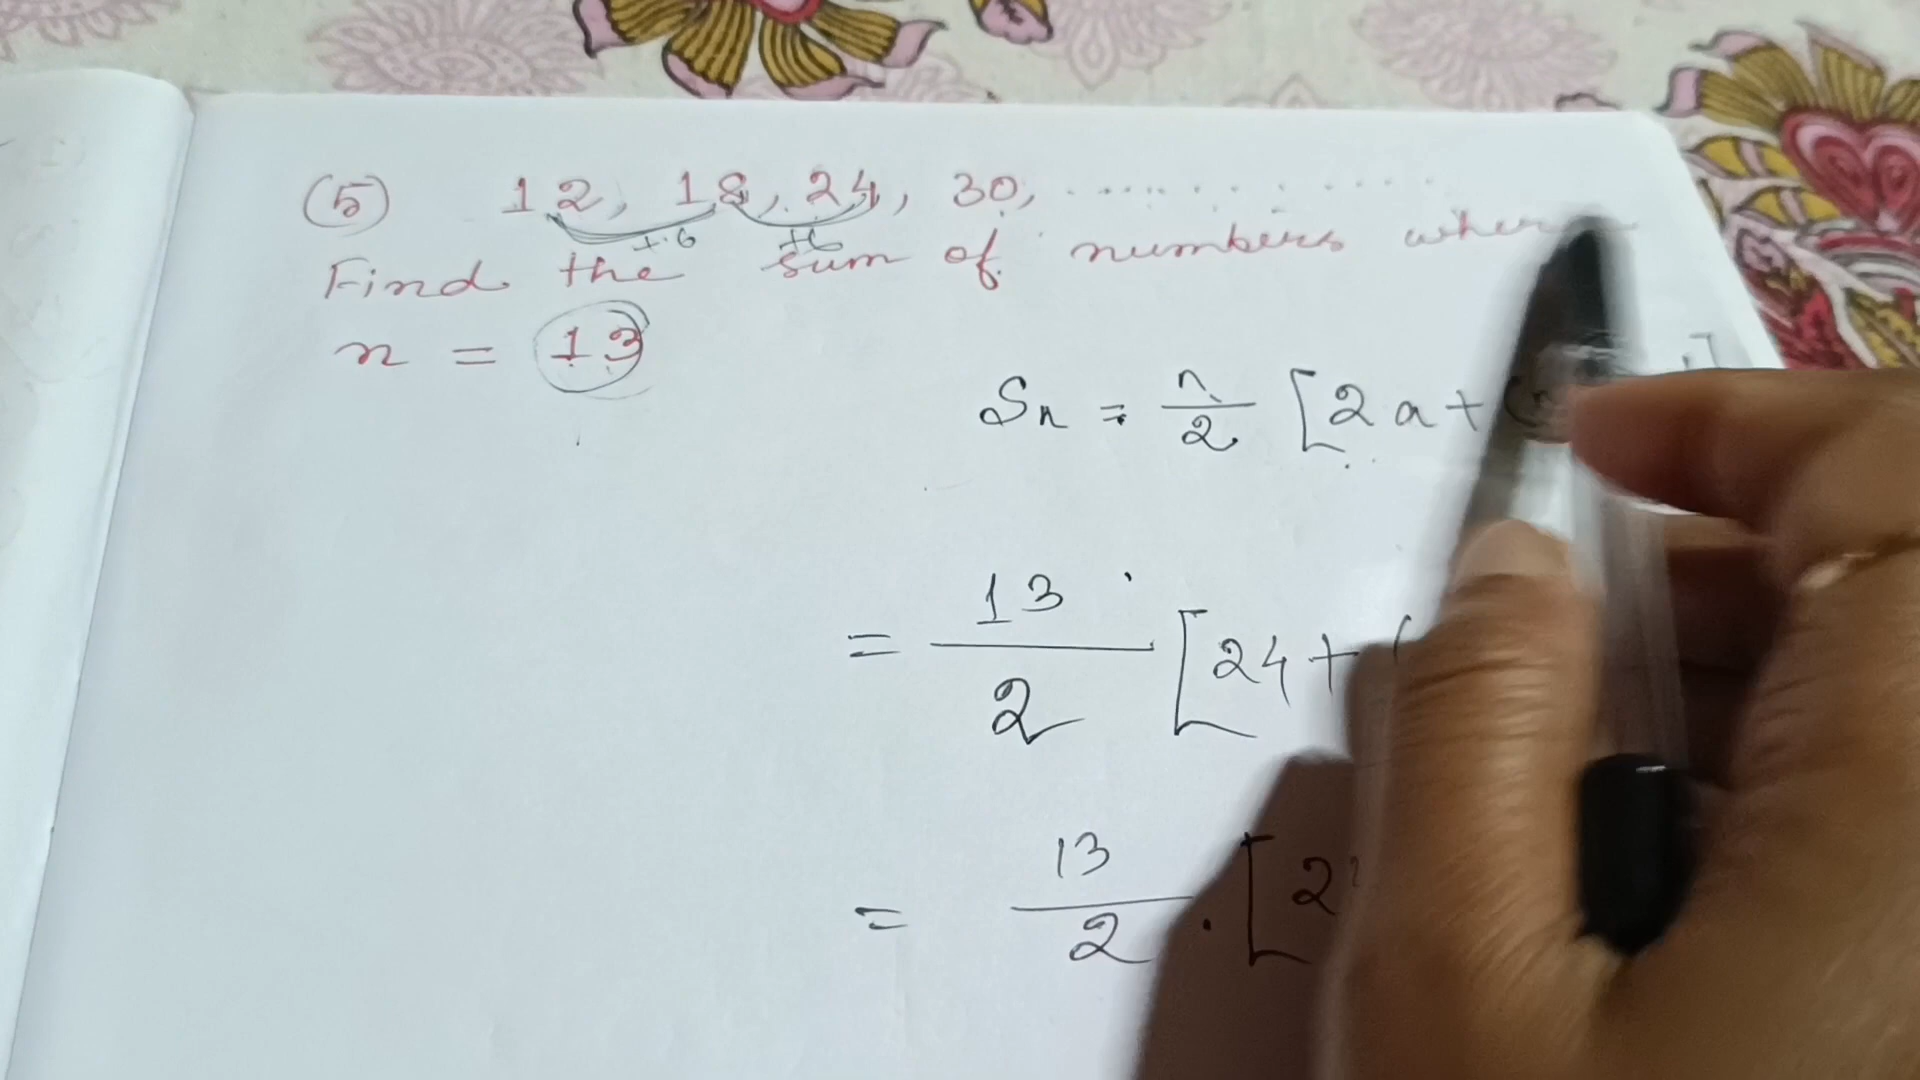 (5) 12, 18, 24, 30, ..............
+6 +6
Find the sum of numbers where
n = 13
Sn = n/2 [2a+(n
= 13/2 [24+(
= 13/2 . [2